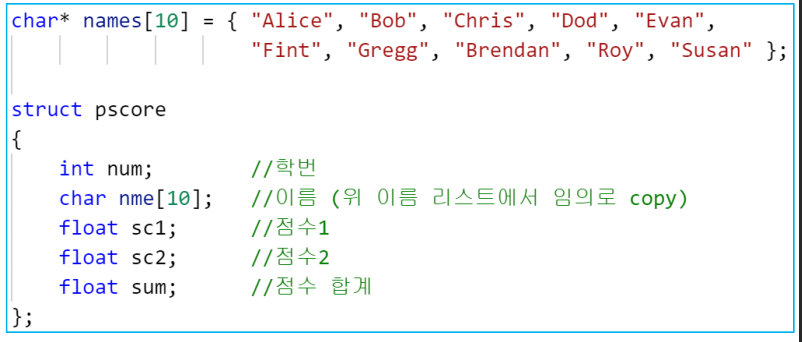 char* names[10] = { "Alice", "Bob", "Chris", "Dod", "Evan",
"Fint", "Gregg", "Brendan", "Roy", "Susan" };
struct pscore
{
int num; //학번
char nme[10]; //이름 (위 이름 리스트에서 임의로 copy)
float sc1; //점수1
float sc2; //점수2
float sum; //점수 합계
};